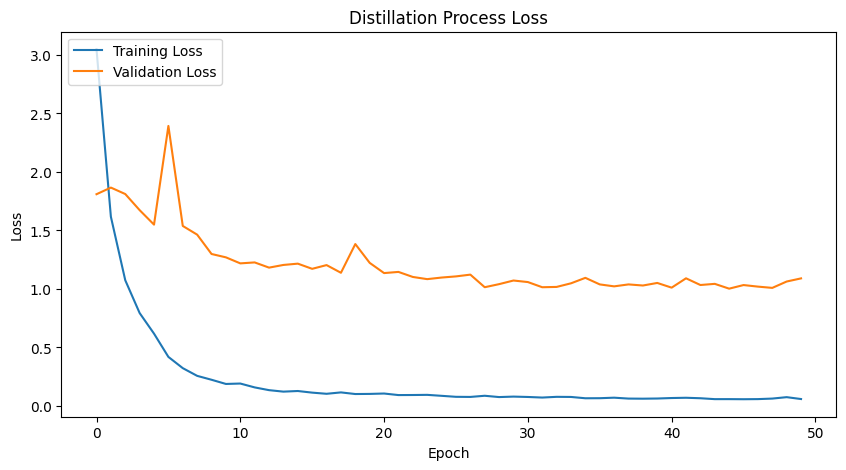 Distillation Process Loss
Training Loss
Validation Loss
3.0
2.5
2.0
1.5
1.0
0.5
0.0
Loss
0
10
20
30
40
50
Epoch